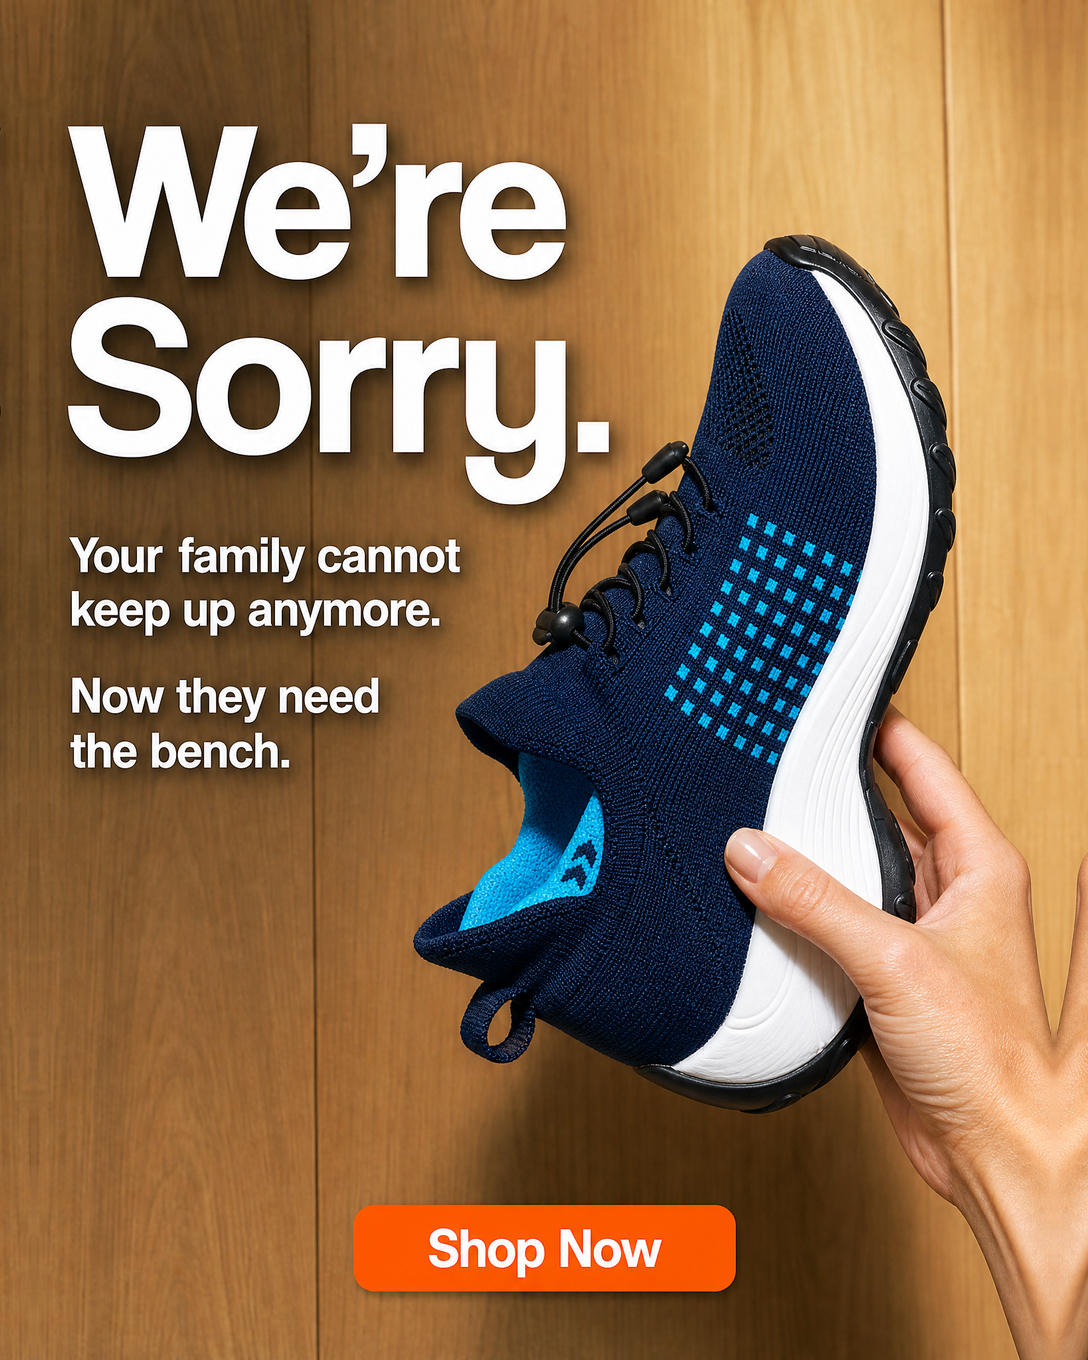 We’re
Sorry.
Your family cannot
keep up anymore.
Now they need
the bench.
Shop Now